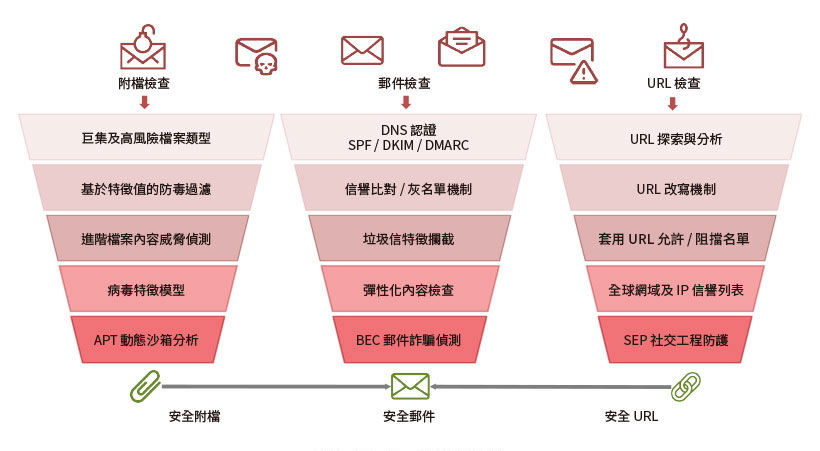 附檔檢查
郵件檢查
URL 檢查
巨集及高風險檔案類型
基於特徵值的防毒過濾
進階檔案內容威脅偵測
病毒特徵模型
APT 動態沙箱分析
DNS 認證
SPF / DKIM / DMARC
信譽比對 / 灰名單機制
垃圾信特徵攔截
彈性化內容檢查
BEC 郵件詐騙偵測
URL 探索與分析
URL 改寫機制
套用 URL 允許 / 阻擋名單
全球網域及 IP 信譽列表
SEP 社交工程防護
安全附檔
安全郵件
安全 URL